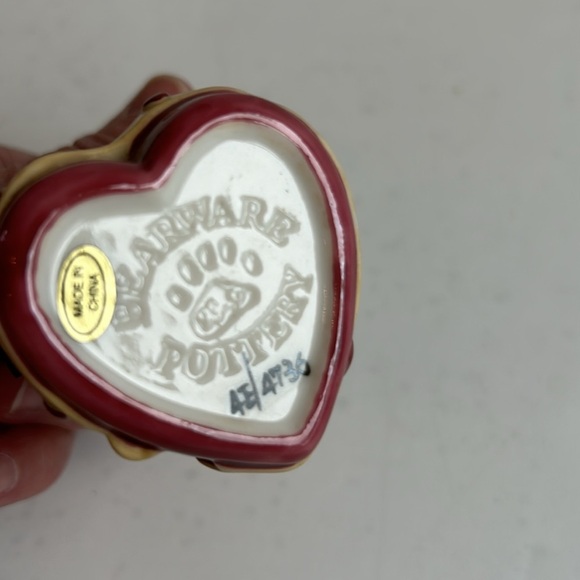 BEARWARE
POTTERY
MADE IN
CHINA
4E/4736